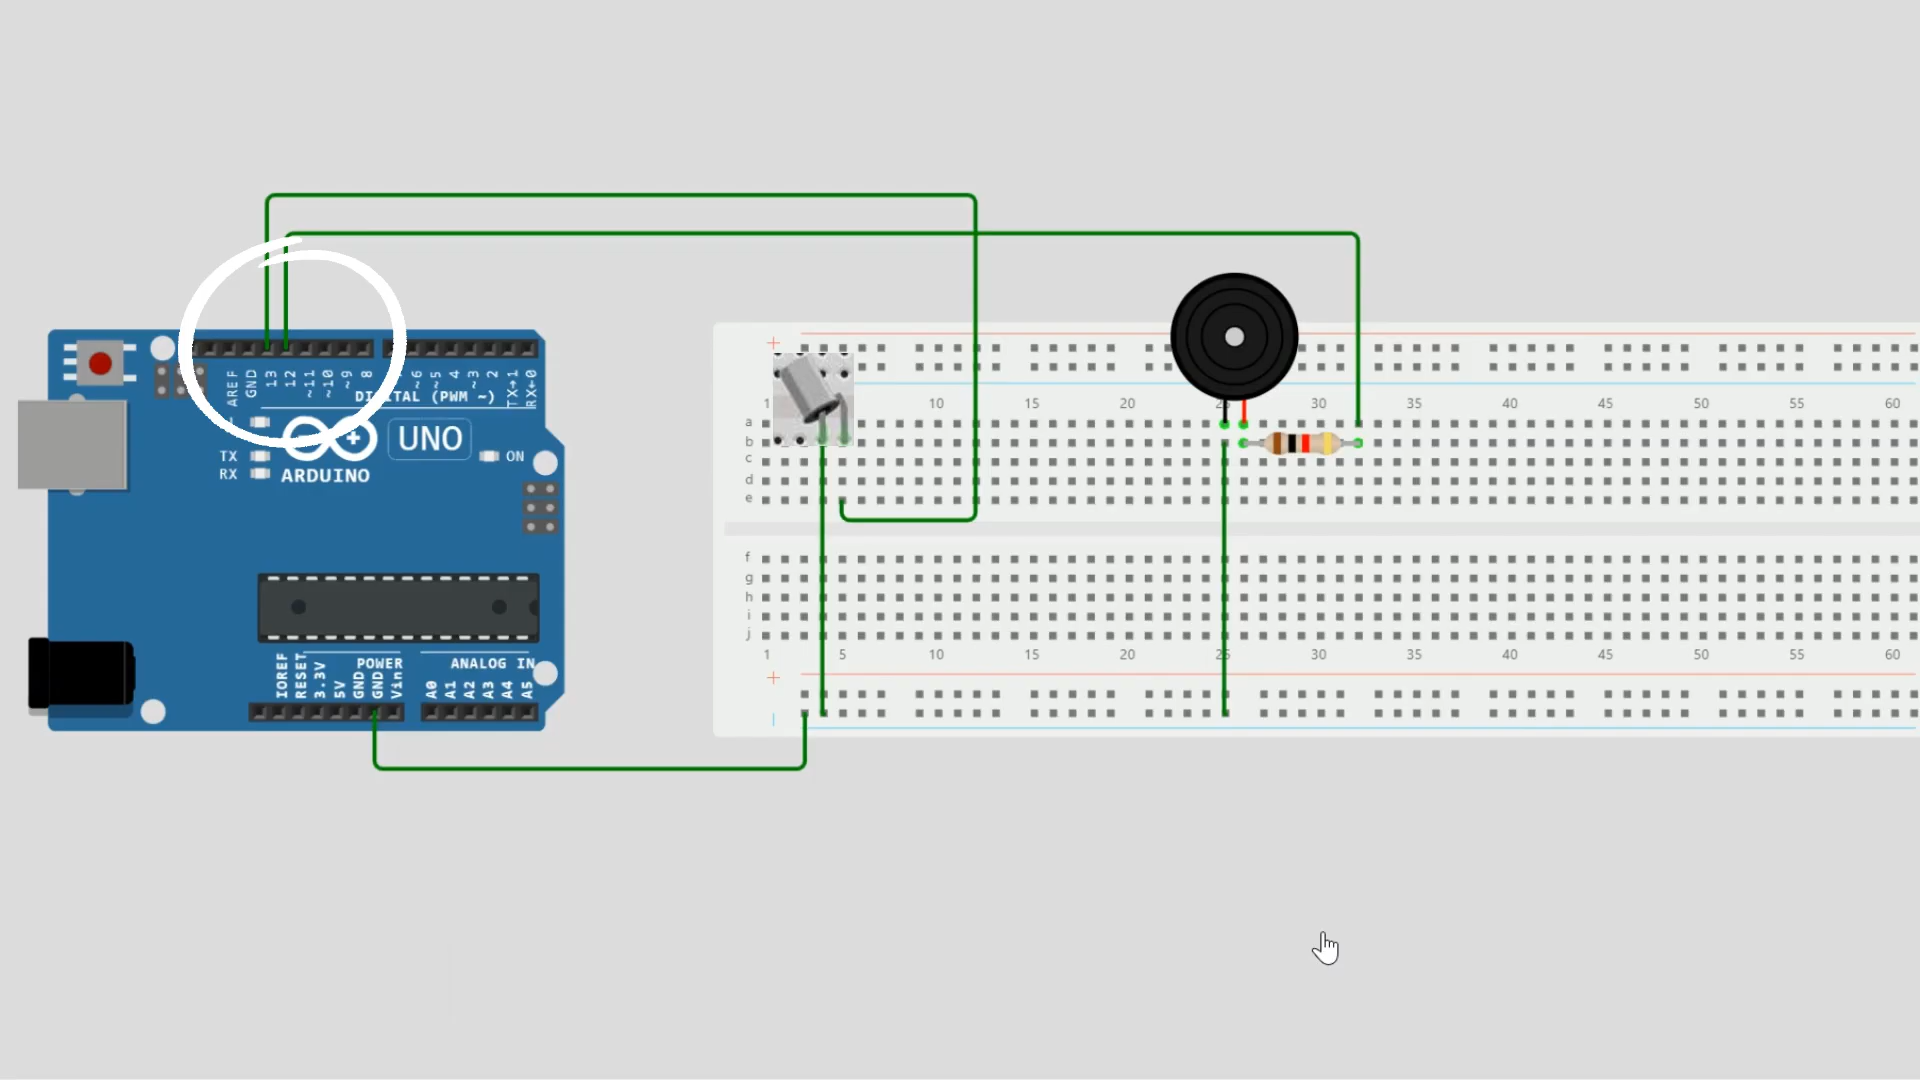 1 10 15 20 25 30 35 40 45 50 55 60
+
a
b
c
d
e
AREF GND 13 12 ~11 ~10 ~9 8 ~6 ~5 4 ~3 2 TX→1 RX←0
DIGITAL (PWM ~)
UNO
TX
RX
ON
ARDUINO
f
g
h
i
j
1 5 10 15 20 25 30 35 40 45 50 55 60
+
|
POWER ANALOG IN
IOREF RESET 3.3V 5V GND GND Vin A0 A1 A2 A3 A4 A5